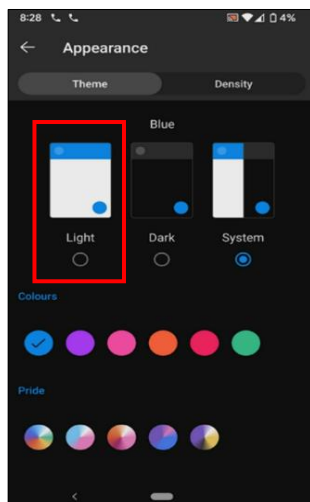 8:28 4%
Appearance
Theme Density
Blue
Light Dark System
Colours
Pride